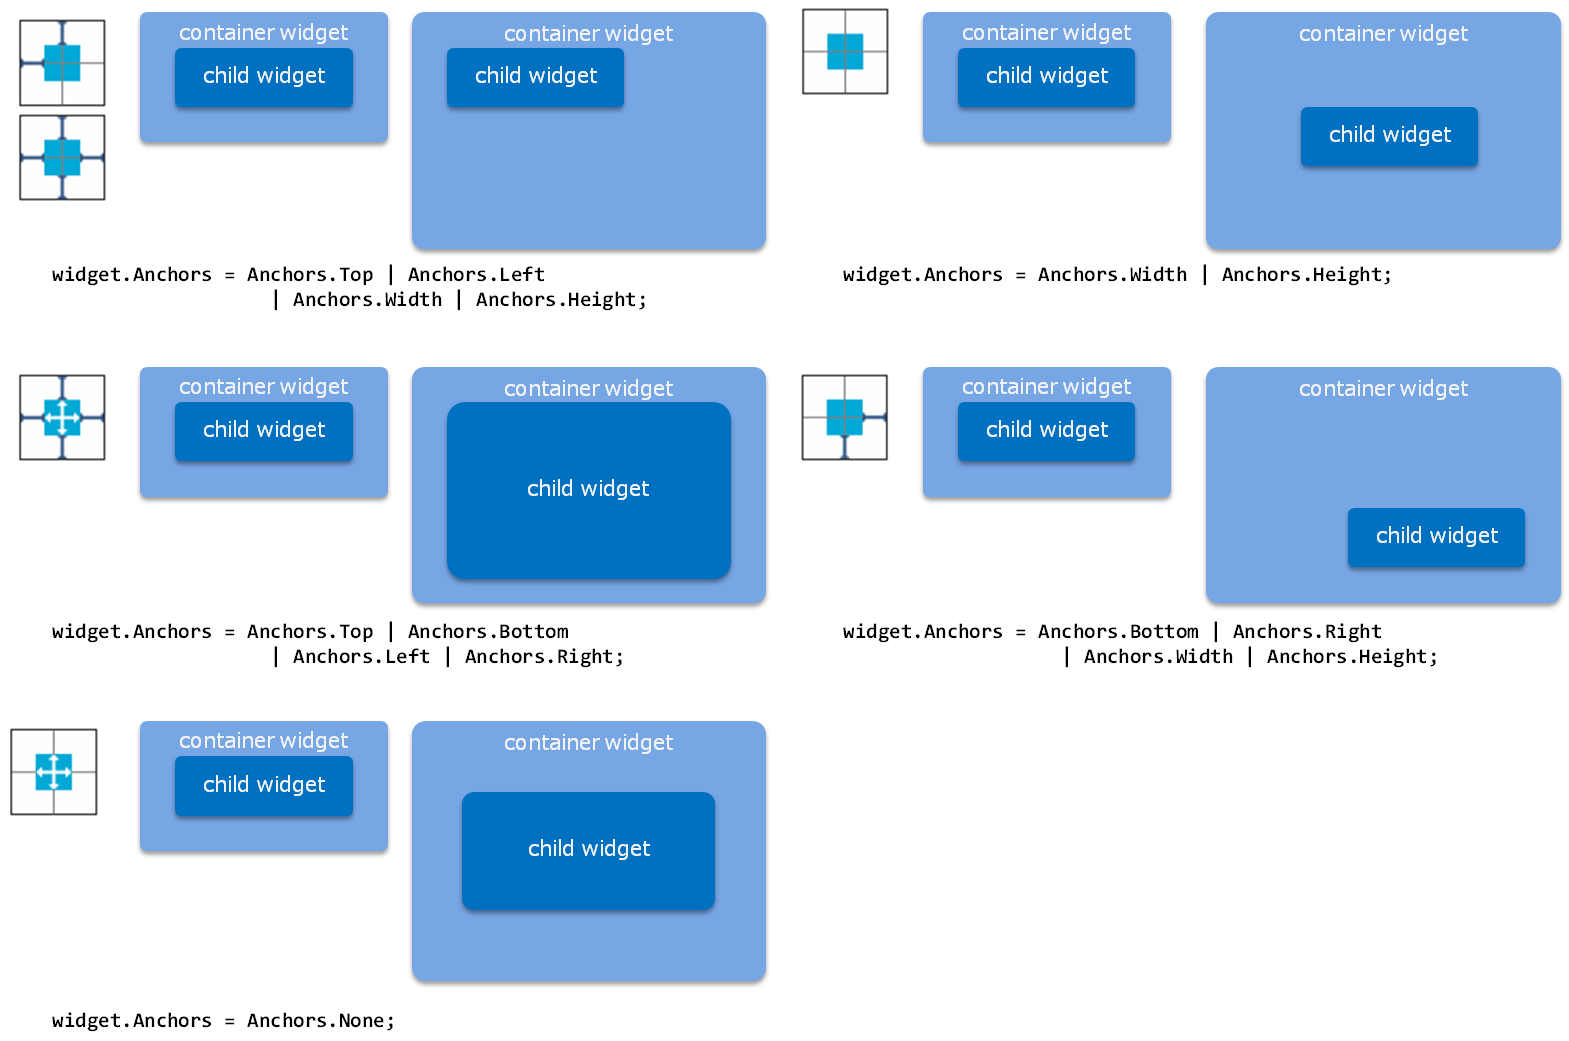 container widget
child widget
container widget
child widget
widget.Anchors = Anchors.Top | Anchors.Left
| Anchors.Width | Anchors.Height;
container widget
child widget
container widget
child widget
widget.Anchors = Anchors.Width | Anchors.Height;
container widget
child widget
container widget
child widget
widget.Anchors = Anchors.Top | Anchors.Bottom
| Anchors.Left | Anchors.Right;
container widget
child widget
container widget
child widget
widget.Anchors = Anchors.Bottom | Anchors.Right
| Anchors.Width | Anchors.Height;
container widget
child widget
container widget
child widget
widget.Anchors = Anchors.None;